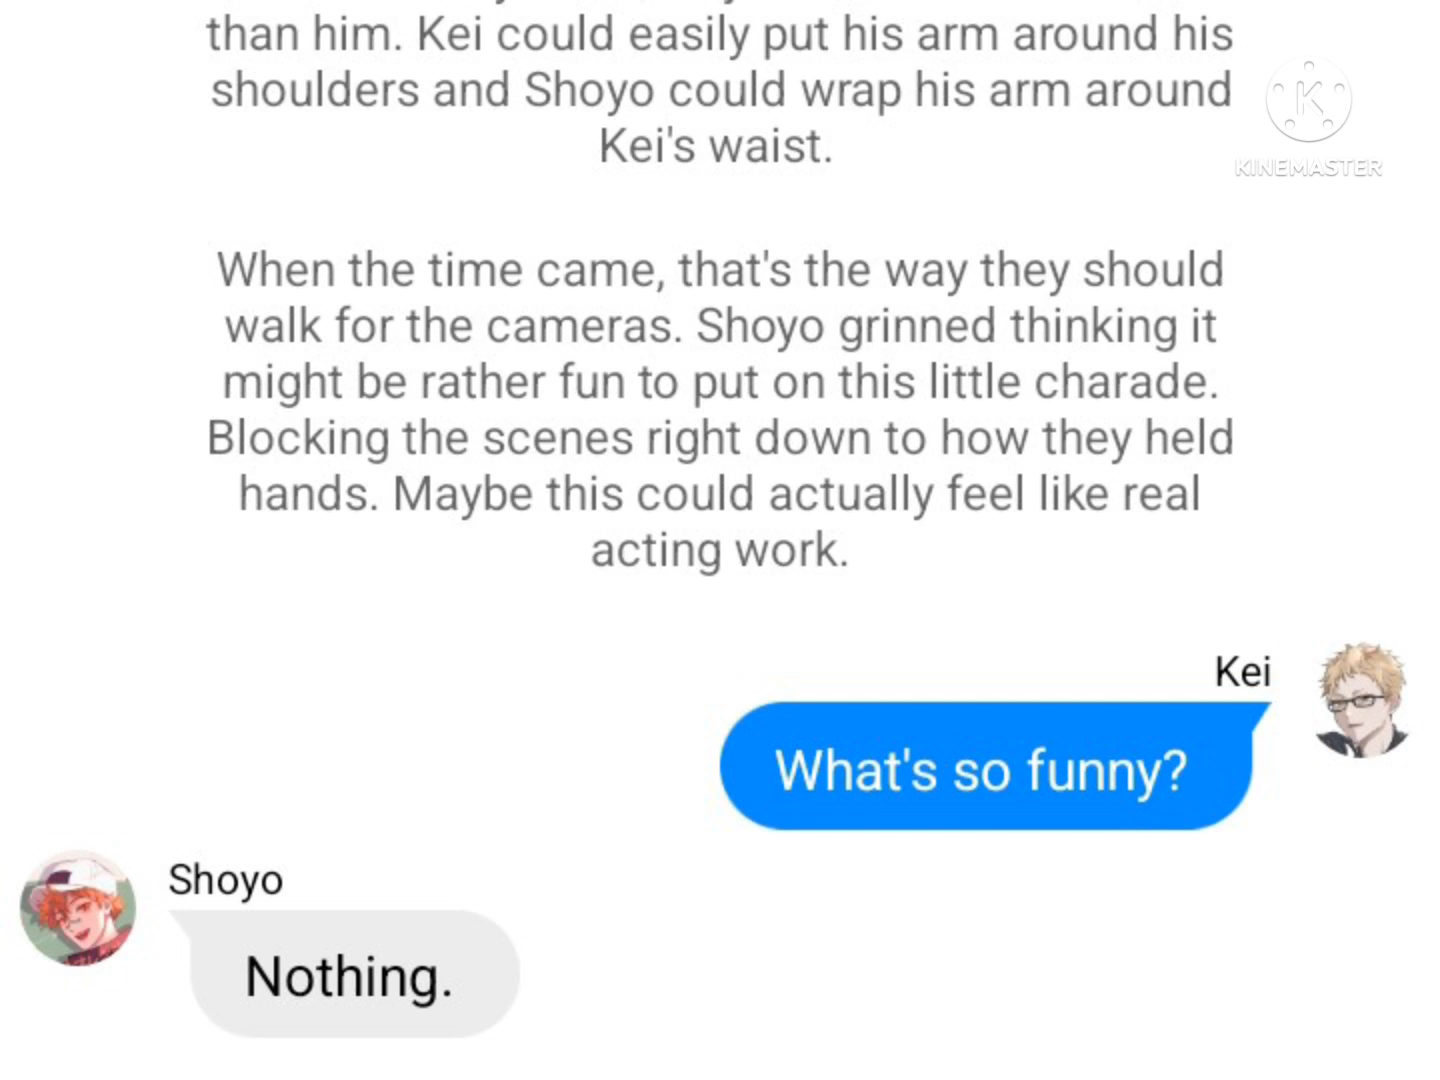 than him. Kei could easily put his arm around his
shoulders and Shoyo could wrap his arm around
Kei's waist.
KINEMASTER
When the time came, that's the way they should
walk for the cameras. Shoyo grinned thinking it
might be rather fun to put on this little charade.
Blocking the scenes right down to how they held
hands. Maybe this could actually feel like real
acting work.
Kei
What's so funny?
Shoyo
Nothing.